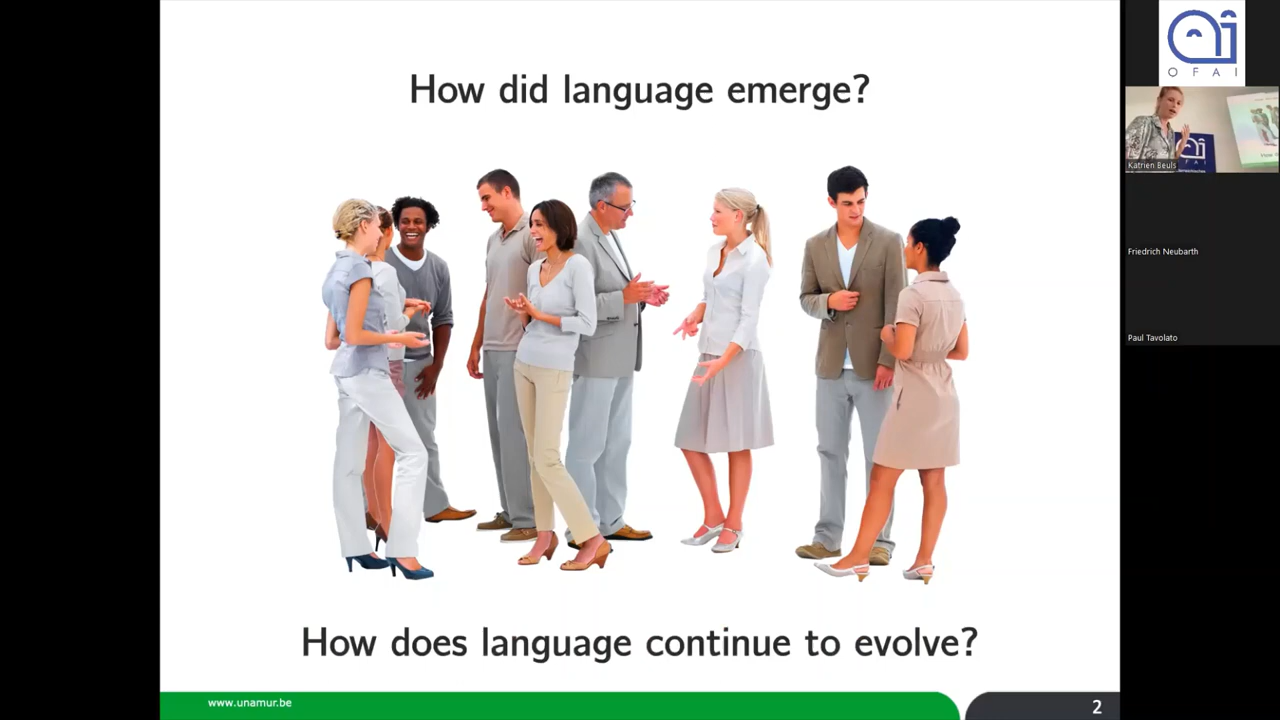 How did language emerge?
How does language continue to evolve?
www.unamur.be
2
OFAI
Katrien Beuls
Friedrich Neubarth
Paul Tavolato